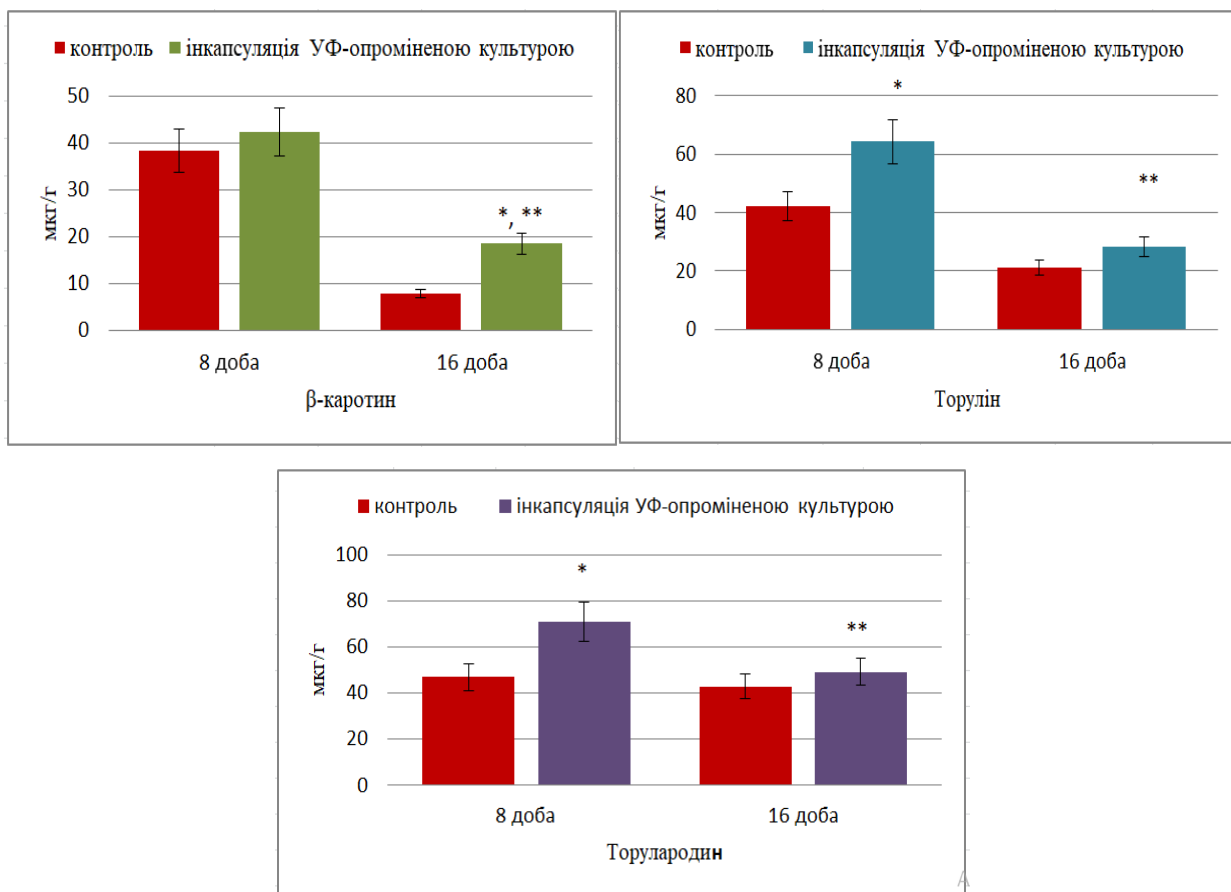 контроль інкапсуляція УФ-опроміненою культурою
мкг/г
50
40
30
20
10
0
*, **
8 доба 16 доба
β-каротин
контроль інкапсуляція УФ-опроміненою культурою
мкг/г
80
60
40
20
0
*
**
8 доба 16 доба
Торулін
контроль інкапсуляція УФ-опроміненою культурою
мкг/г
100
80
60
40
20
0
*
**
8 доба 16 доба
Торулародин
А